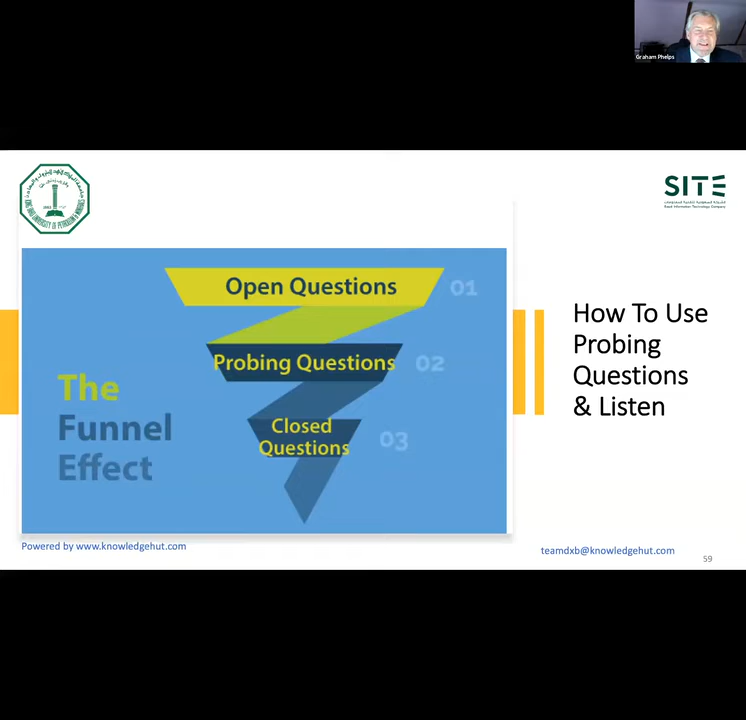 Graham Phelps
SITE
Open Questions
01
Probing Questions
02
Closed
Questions
03
The
Funnel
Effect
How To Use
Probing
Questions
& Listen
Powered by www.knowledgehut.com
teamdxb@knowledgehut.com
59